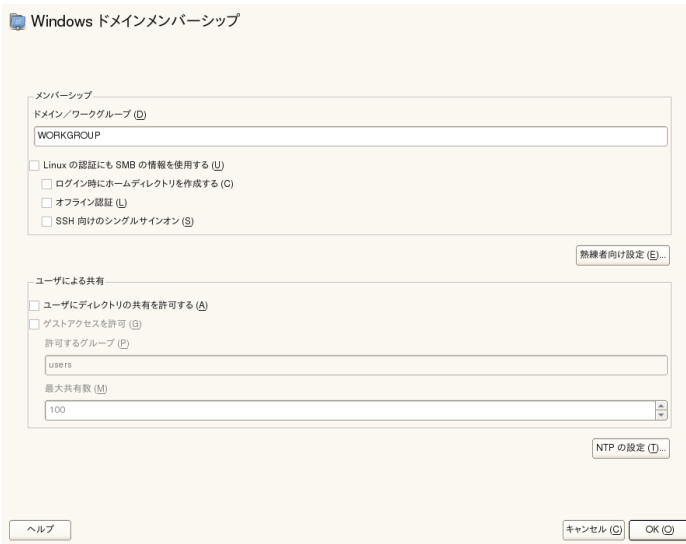 Windows ドメインメンバーシップ
メンバーシップ
ドメイン／ワークグループ (D)
WORKGROUP
Linux の認証にも SMB の情報を使用する (U)
ログイン時にホームディレクトリを作成する (C)
オフライン認証 (L)
SSH 向けのシングルサインオン (S)
熟練者向け設定 (E)...
ユーザによる共有
ユーザにディレクトリの共有を許可する (A)
ゲストアクセスを許可 (G)
許可するグループ (P)
users
最大共有数 (M)
100
NTP の設定 (T)...
ヘルプ
キャンセル (C)
OK (O)